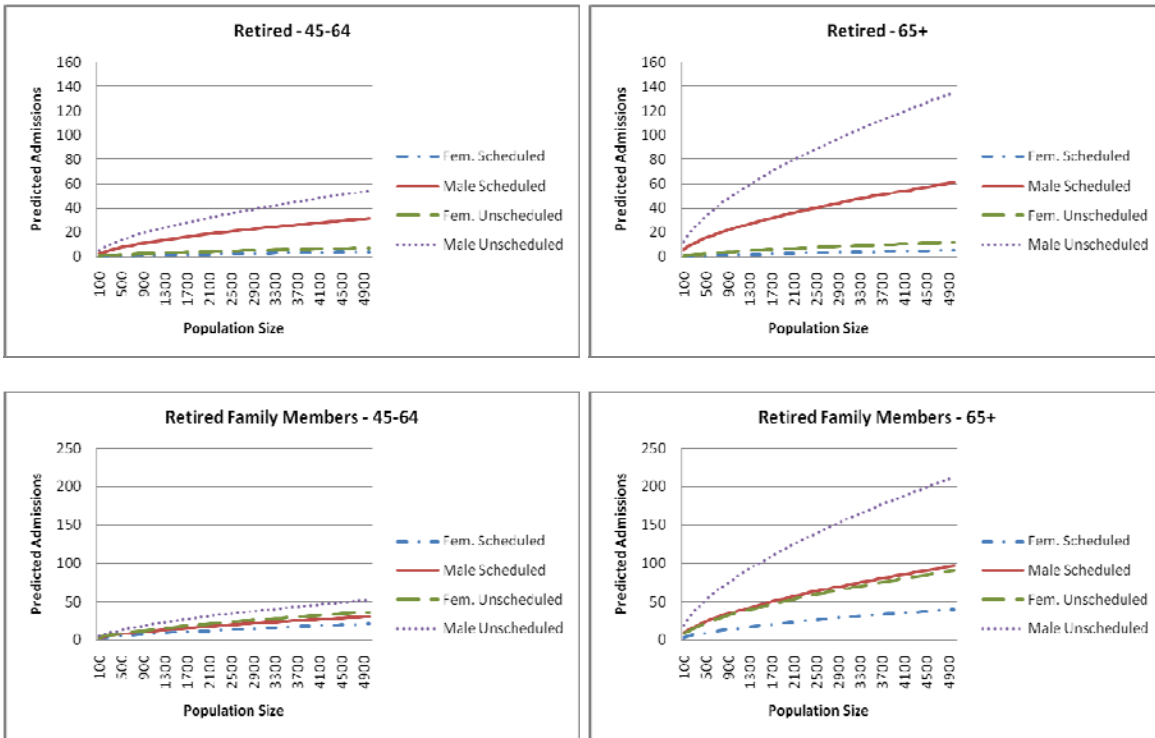 Retired - 45-64
Predicted Admissions
160
140
120
100
80
60
40
20
0
100
500
900
1300
1700
2100
2500
2900
3300
3700
4100
4500
4900
Population Size
Fem. Scheduled
Male Scheduled
Fem. Unscheduled
Male Unscheduled
Retired - 65+
Predicted Admissions
160
140
120
100
80
60
40
20
0
100
500
900
1300
1700
2100
2500
2900
3300
3700
4100
4500
4900
Population Size
Fem. Scheduled
Male Scheduled
Fem. Unscheduled
Male Unscheduled
Retired Family Members - 45-64
Predicted Admissions
250
200
150
100
50
0
100
500
900
1300
1700
2100
2500
2900
3300
3700
4100
4500
4900
Population Size
Fem. Scheduled
Male Scheduled
Fem. Unscheduled
Male Unscheduled
Retired Family Members - 65+
Predicted Admissions
250
200
150
100
50
0
100
500
900
1300
1700
2100
2500
2900
3300
3700
4100
4500
4900
Population Size
Fem. Scheduled
Male Scheduled
Fem. Unscheduled
Male Unscheduled